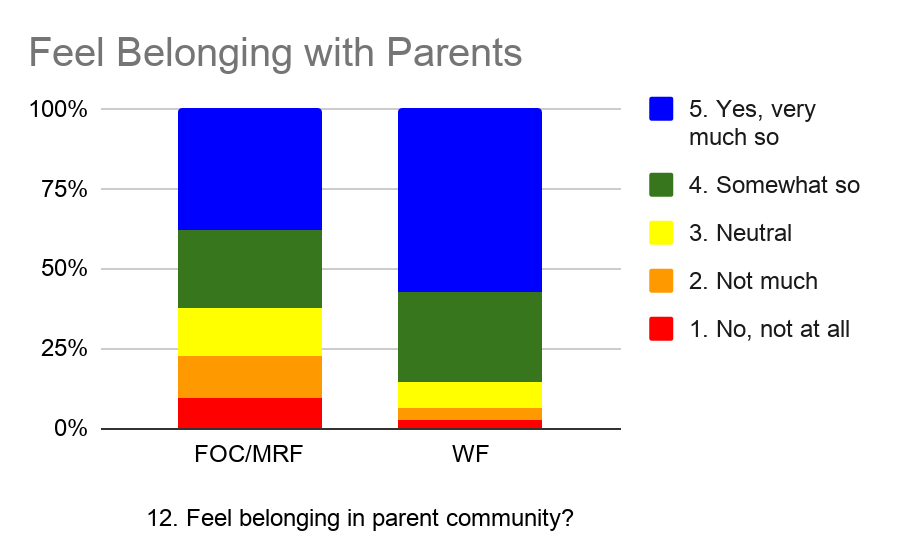 Feel Belonging with Parents
100%
75%
50%
25%
0%
FOC/MRF
WF
5. Yes, very
much so
4. Somewhat so
3. Neutral
2. Not much
1. No, not at all
12. Feel belonging in parent community?